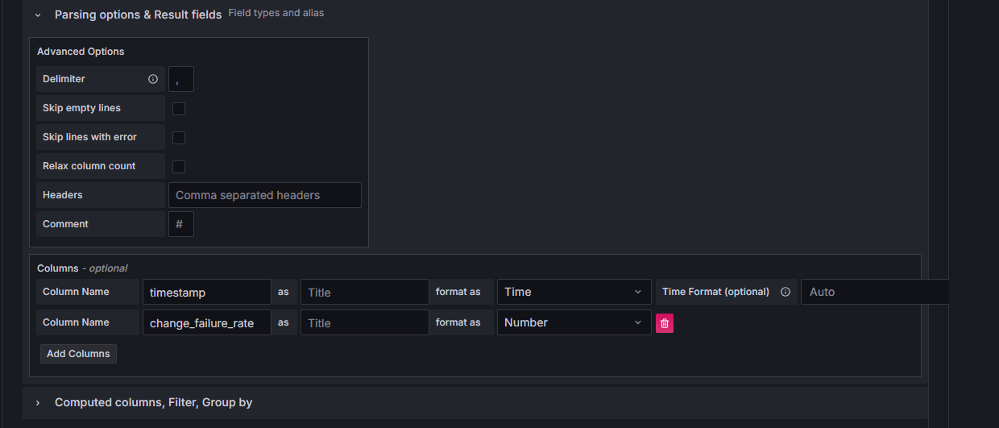 Parsing options & Result fields Field types and alias
Advanced Options
Delimiter ,
Skip empty lines
Skip lines with error
Relax column count
Headers Comma separated headers
Comment #
Columns - optional
Column Name timestamp as Title format as Time Time Format (optional) Auto
Column Name change_failure_rate as Title format as Number
Add Columns
Computed columns, Filter, Group by